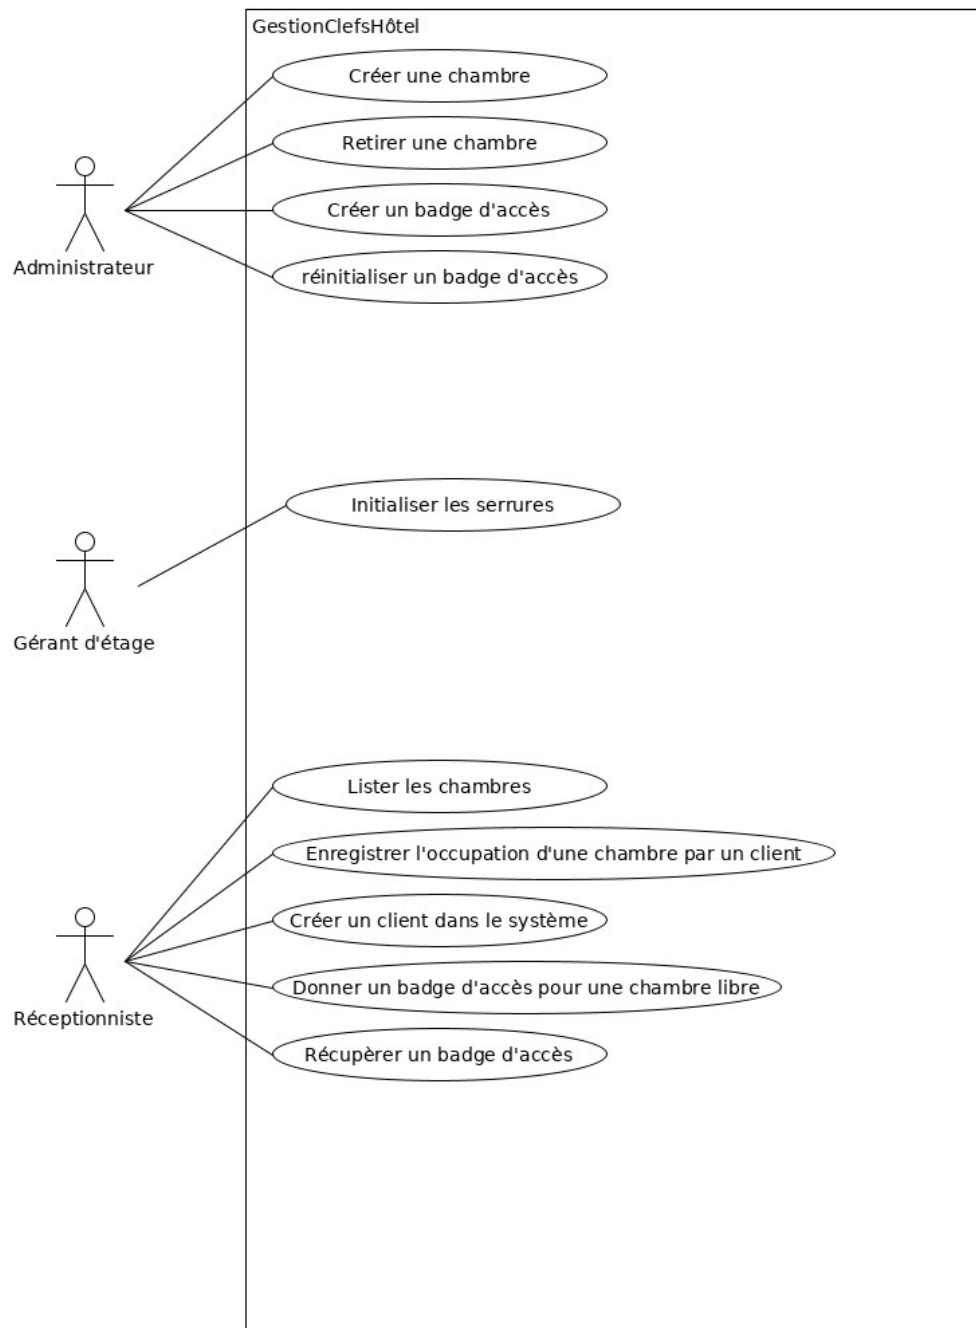 GestionClefsHôtel
Créer une chambre
Retirer une chambre
Créer un badge d'accès
réinitialiser un badge d'accès
Administrateur
Initialiser les serrures
Gérant d'étage
Lister les chambres
Enregistrer l'occupation d'une chambre par un client
Créer un client dans le système
Donner un badge d'accès pour une chambre libre
Récupèrer un badge d'accès
Réceptionniste